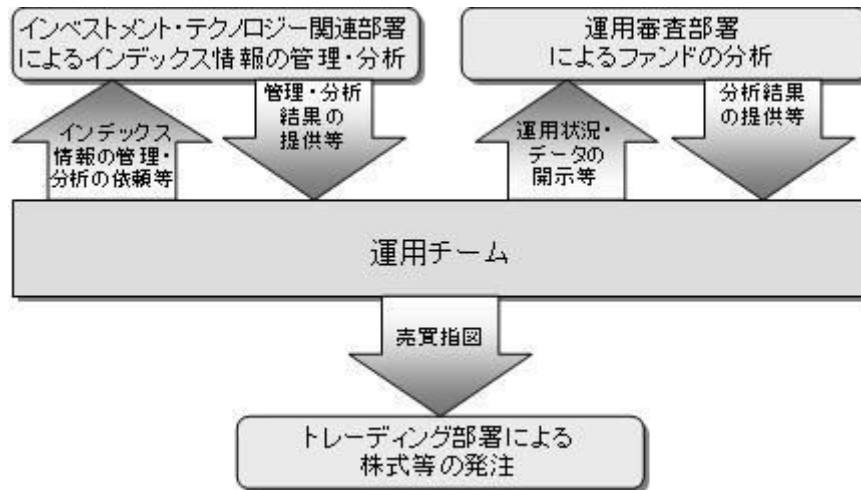 インベストメント・テクノロジー関連部署
によるインデックス情報の管理・分析
運用審査部署
によるファンドの分析
インデックス
情報の管理・
分析の依頼等
管理・分析
結果の
提供等
運用状況・
データの
開示等
分析結果
の提供等
運用チーム
売買指図
トレーディング部署による
株式等の発注